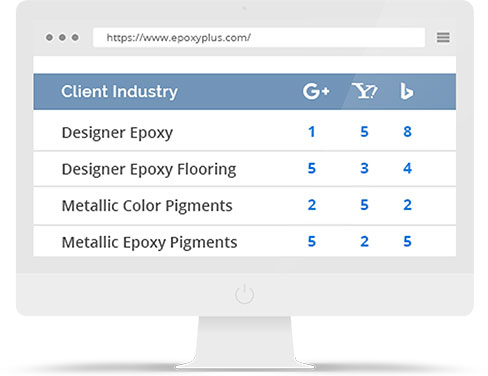 https://www.epoxyplus.com/
Client Industry G+ Y? b
Designer Epoxy 1 5 8
Designer Epoxy Flooring 5 3 4
Metallic Color Pigments 2 5 2
Metallic Epoxy Pigments 5 2 5